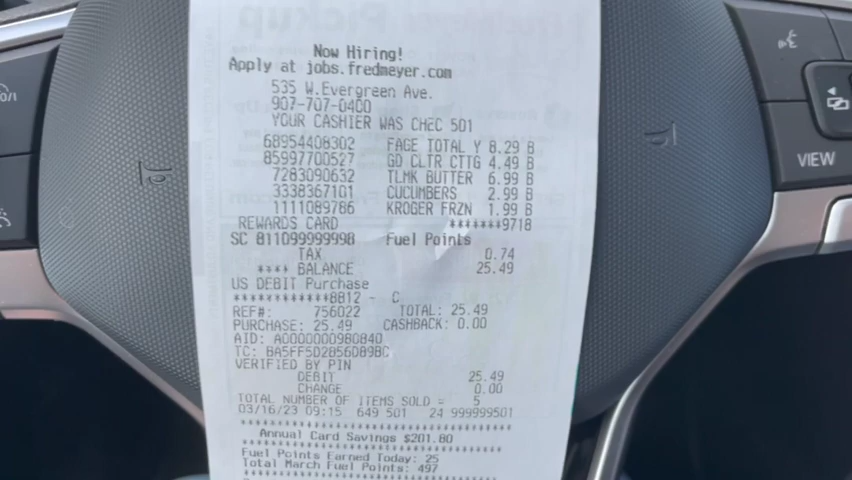 Now Hiring!
Apply at jobs.fredmeyer.com
535 W.Evergreen Ave.
907-707-0400
YOUR CASHIER WAS CHEC 501
68954408302 FAGE TOTAL Y 8.29 B
85997700527 GD CLTR CTTG 4.49 B
7283090632 TLMK BUTTER 6.99 B
3338367101 CUCUMBERS 2.99 B
1111089786 KROGER FRZN 1.99 B
REWARDS CARD *******9718
SC 811099999998 Fuel Points
TAX 0.74
**** BALANCE 25.49
US DEBIT Purchase
************8812 - C
REF#: 756022 TOTAL: 25.49
PURCHASE: 25.49 CASHBACK: 0.00
AID: A0000000980840
TC: BA5FF5D2856D89BC
VERIFIED BY PIN
DEBIT 25.49
CHANGE 0.00
TOTAL NUMBER OF ITEMS SOLD = 5
03/16/23 09:15 649 501 24 999999501
Annual Card Savings $201.80
Fuel Points Earned Today: 25
Total March Fuel Points: 497
VIEW